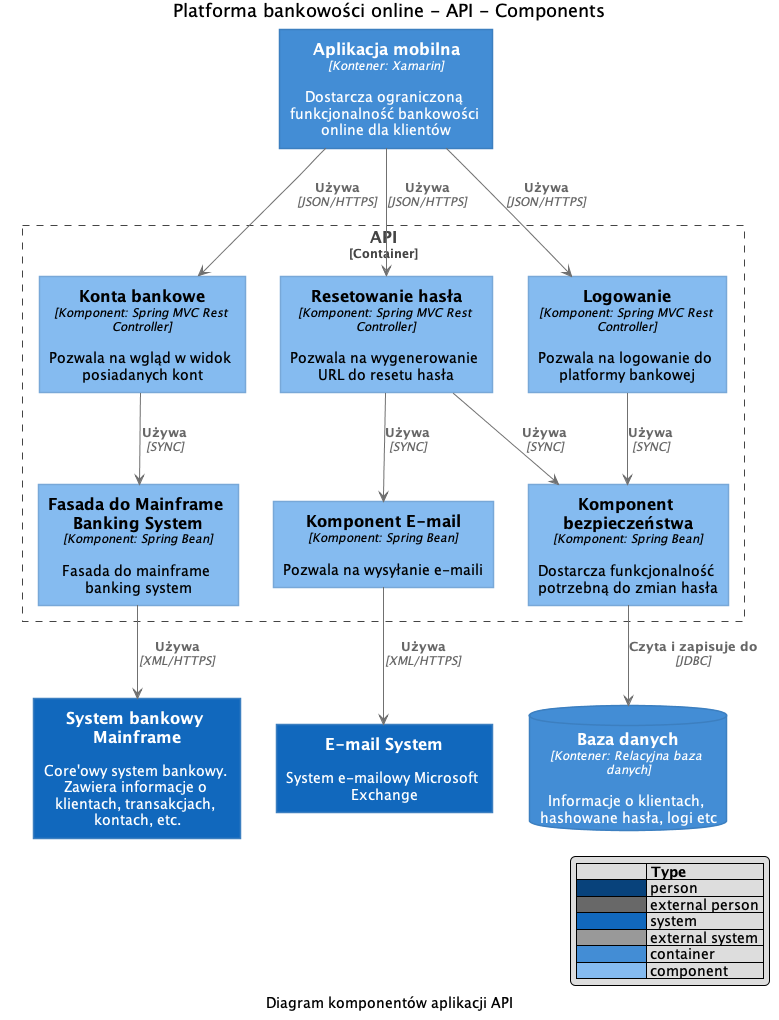 Platforma bankowości online – API – Components
Aplikacja mobilna
[Kontener: Xamarin]
Dostarcza ograniczoną
funkcjonalność bankowości
online dla klientów
Używa
[JSON/HTTPS]
Używa
[JSON/HTTPS]
Używa
[JSON/HTTPS]
API
[Container]
Konta bankowe
[Komponent: Spring MVC Rest
Controller]
Pozwala na wgląd w widok
posiadanych kont
Resetowanie hasła
[Komponent: Spring MVC Rest
Controller]
Pozwala na wygenerowanie
URL do resetu hasła
Logowanie
[Komponent: Spring MVC Rest
Controller]
Pozwala na logowanie do
platformy bankowej
Używa
[SYNC]
Używa
[SYNC]
Używa
[SYNC]
Używa
[SYNC]
Fasada do Mainframe
Banking System
[Komponent: Spring Bean]
Fasada do mainframe
banking system
Komponent E-mail
[Komponent: Spring Bean]
Pozwala na wysyłanie e-maili
Komponent
bezpieczeństwa
[Komponent: Spring Bean]
Dostarcza funkcjonalność
potrzebną do zmian hasła
Używa
[XML/HTTPS]
Używa
[XML/HTTPS]
Czyta i zapisuje do
[JDBC]
System bankowy
Mainframe
Core'owy system bankowy.
Zawiera informacje o
klientach, transakcjach,
kontach, etc.
E-mail System
System e-mailowy Microsoft
Exchange
Baza danych
[Kontener: Relacyjna baza
danych]
Informacje o klientach,
hashowane hasła, logi etc
Type
person
external person
system
external system
container
component
Diagram komponentów aplikacji API